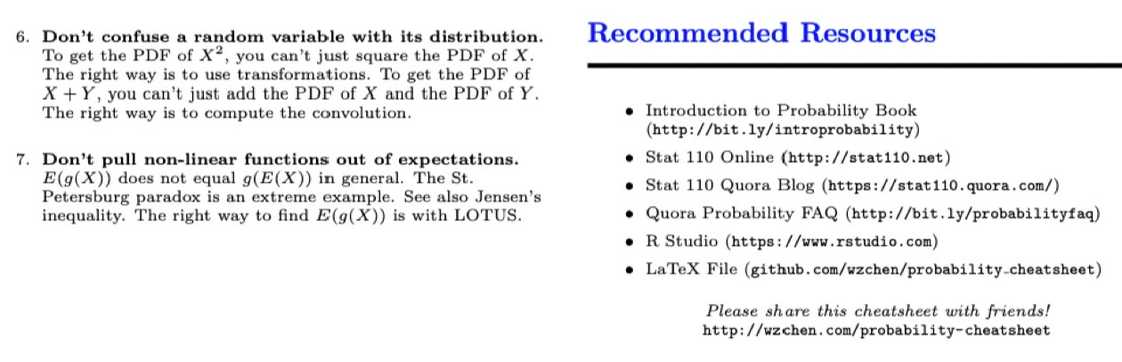 6. Don't confuse a random variable with its distribution.
To get the PDF of X², you can't just square the PDF of X.
The right way is to use transformations. To get the PDF of
X + Y, you can't just add the PDF of X and the PDF of Y.
The right way is to compute the convolution.
7. Don't pull non-linear functions out of expectations.
E(g(X)) does not equal g(E(X)) in general. The St.
Petersburg paradox is an extreme example. See also Jensen's
inequality. The right way to find E(g(X)) is with LOTUS.
Recommended Resources
• Introduction to Probability Book
(http://bit.ly/introprobability)
• Stat 110 Online (http://stat110.net)
• Stat 110 Quora Blog (https://stat110.quora.com/)
• Quora Probability FAQ (http://bit.ly/probabilityfaq)
• R Studio (https://www.rstudio.com)
• LaTeX File (github.com/wzchen/probability_cheatsheet)
Please share this cheatsheet with friends!
http://wzchen.com/probability-cheatsheet